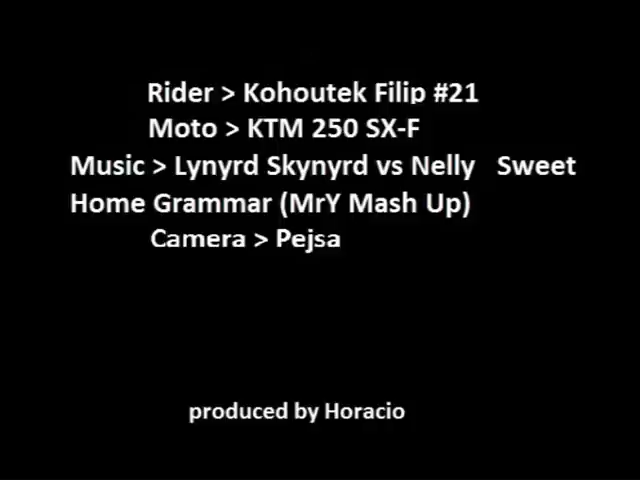 Rider > Kohoutek Filip #21
Moto > KTM 250 SX-F
Music > Lynyrd Skynyrd vs Nelly   Sweet
Home Grammar (MrY Mash Up)
Camera > Pejsa
produced by Horacio